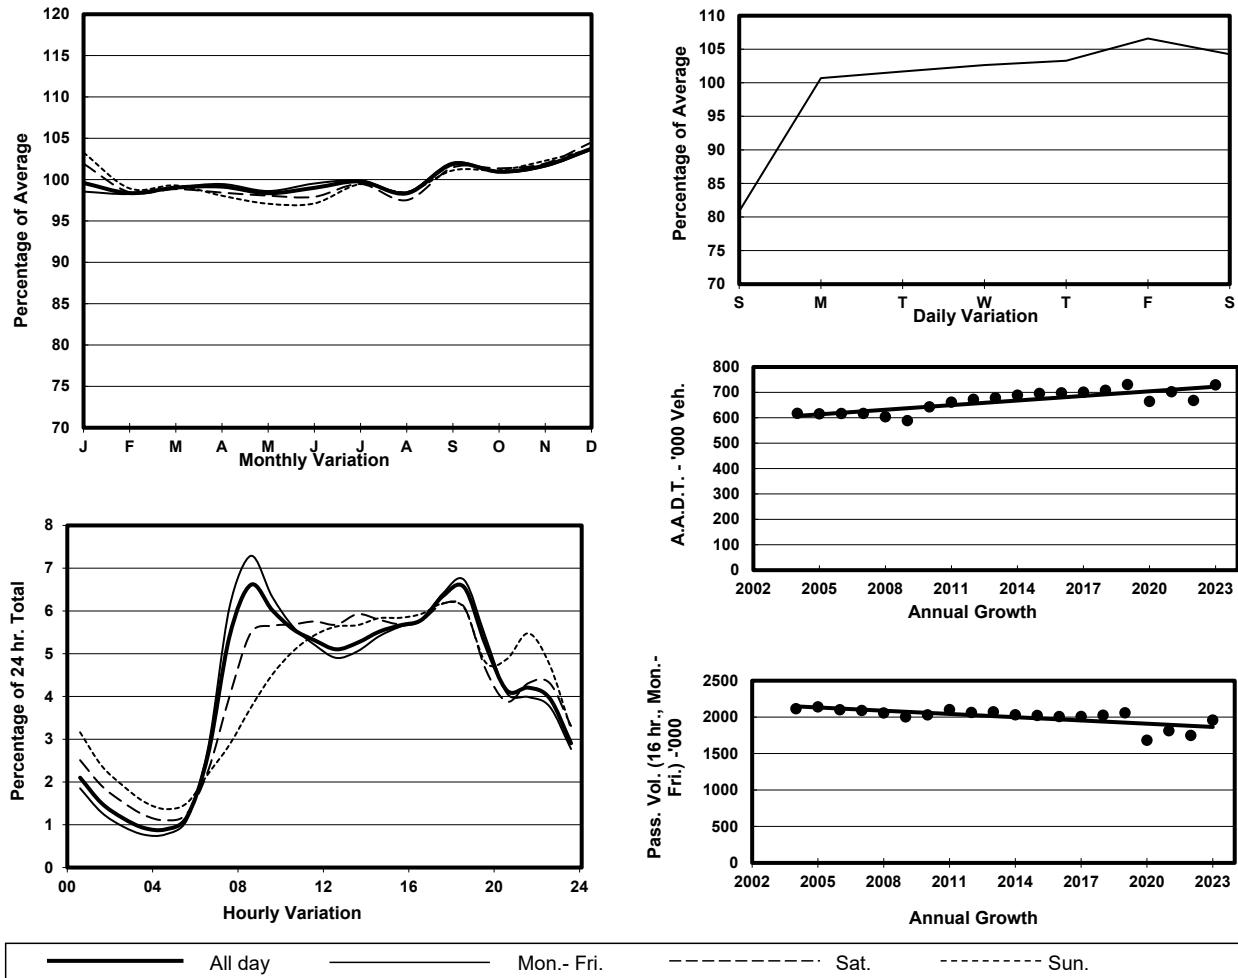 120
115
110
105
100
95
90
85
80
75
70
Percentage of Average
J F M A M J J A S O N D
Monthly Variation
110
105
100
95
90
85
80
75
70
Percentage of Average
S M T W T F S
Daily Variation
800
700
600
500
400
300
200
100
0
A.A.D.T. - '000 Veh.
2002 2005 2008 2011 2014 2017 2020 2023
Annual Growth
8
7
6
5
4
3
2
1
0
Percentage of 24 hr. Total
00 04 08 12 16 20 24
Hourly Variation
2500
2000
1500
1000
500
0
Pass. Vol. (16 hr., Mon.-
Fri.) -'000
2002 2005 2008 2011 2014 2017 2020 2023
Annual Growth
All day Mon.- Fri. Sat. Sun.